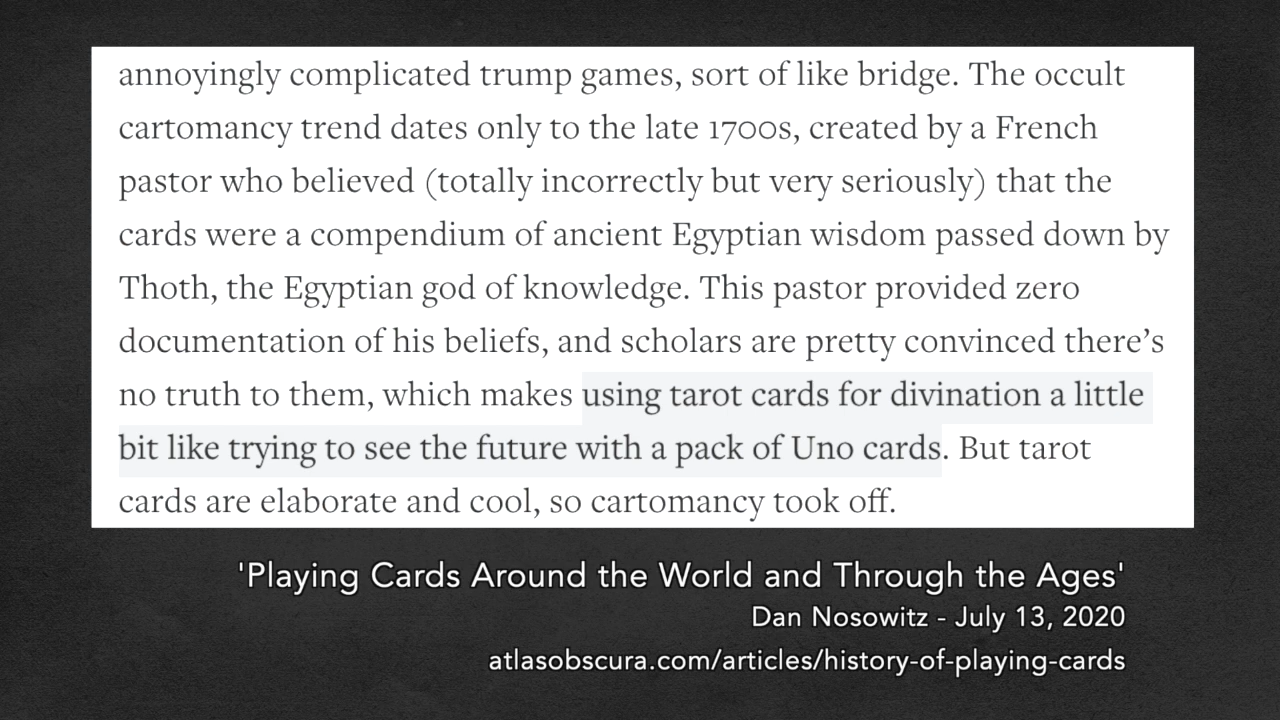 annoyingly complicated trump games, sort of like bridge. The occult
cartomancy trend dates only to the late 1700s, created by a French
pastor who believed (totally incorrectly but very seriously) that the
cards were a compendium of ancient Egyptian wisdom passed down by
Thoth, the Egyptian god of knowledge. This pastor provided zero
documentation of his beliefs, and scholars are pretty convinced there’s
no truth to them, which makes using tarot cards for divination a little
bit like trying to see the future with a pack of Uno cards. But tarot
cards are elaborate and cool, so cartomancy took off.
'Playing Cards Around the World and Through the Ages'
Dan Nosowitz - July 13, 2020
atlasobscura.com/articles/history-of-playing-cards